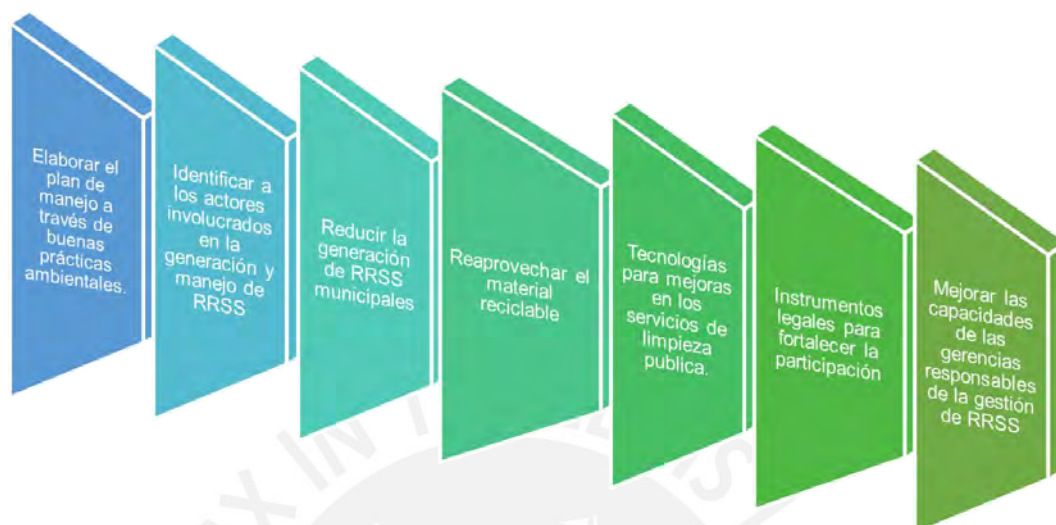 Elaborar el
plan de
manejo a
través de
buenas
prácticas
ambientales.
Identificar a
los actores
involucrados
en la
generación y
manejo de
RRSS
Reducir la
generación
de RRSS
municipales
Reaprovechar el
material
reciclable
Tecnologías
para mejoras
en los
servicios de
limpieza
publica.
Instrumentos
legales para
fortalecer la
participación
Mejorar las
capacidades
de las
gerencias
responsables
de la gestión
de RRSS